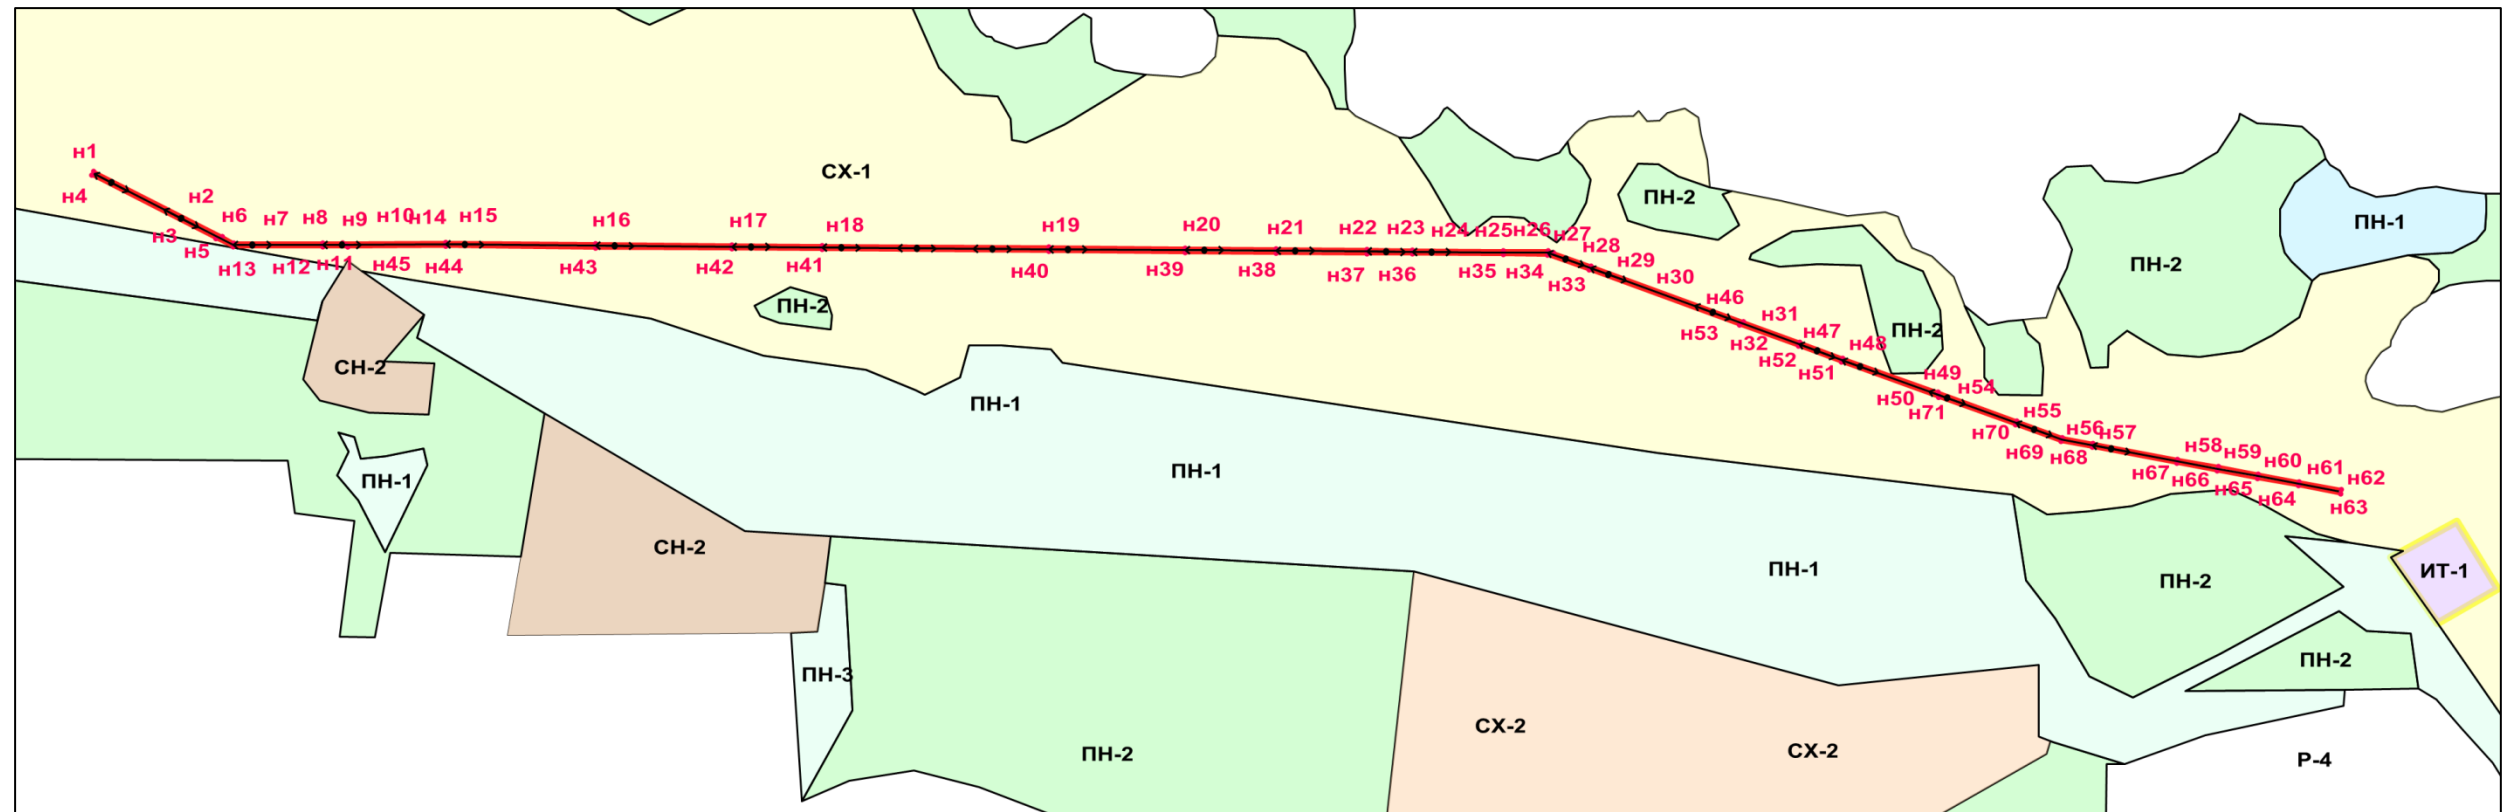 н1
СХ-1
н4
н2
н6
н7
н8
н9
н10
н14
н15
н16
н17
н18
н19
н20
н21
н22
н23
н24
н25
н26
н27
н28
н29
н30
н3
н5
н13
н12
н11
н45
н44
н43
н42
н41
н40
н39
н38
н37
н36
н35
н34
н33
н46
н31
н53
н32
н47
н48
н52
н51
н49
н54
н50
н71
н55
н70
н56
н57
н69
н68
н58
н59
н60
н61
н62
н67
н66
н65
н64
н63
ПН-2
ПН-1
ПН-2
ПН-2
ПН-2
СН-2
ПН-1
ПН-1
ПН-1
СН-2
ПН-1
ПН-2
ИТ-1
ПН-3
ПН-2
СХ-2
СХ-2
ПН-2
Р-4